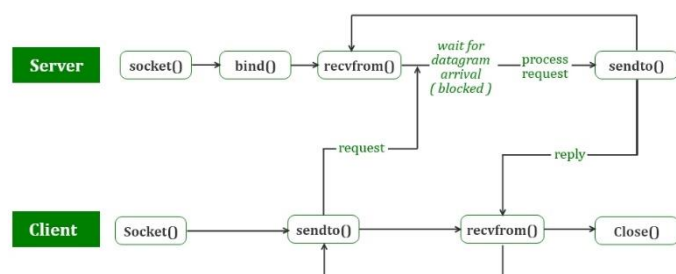 Server
socket()
bind()
recvfrom()
wait for
datagram
arrival
( blocked )
process
request
sendto()
request
reply
Client
Socket()
sendto()
recvfrom()
Close()